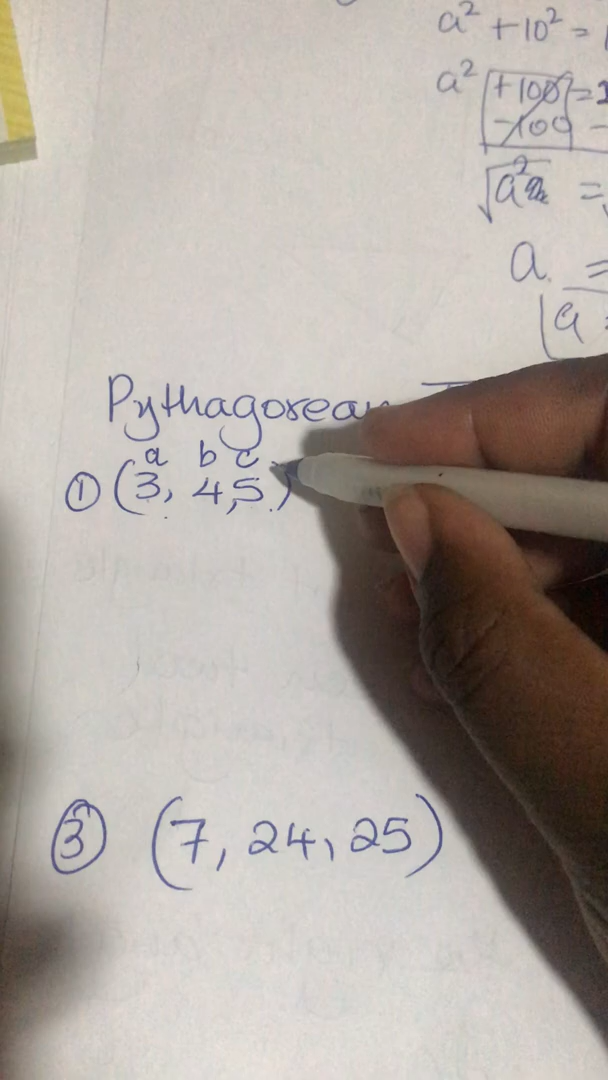 a² + 10² =
a² + 100 =
- 100 -
√a² =
a =
a
Pythagorean
a b c
① (3, 4, 5)
③ (7, 24, 25)